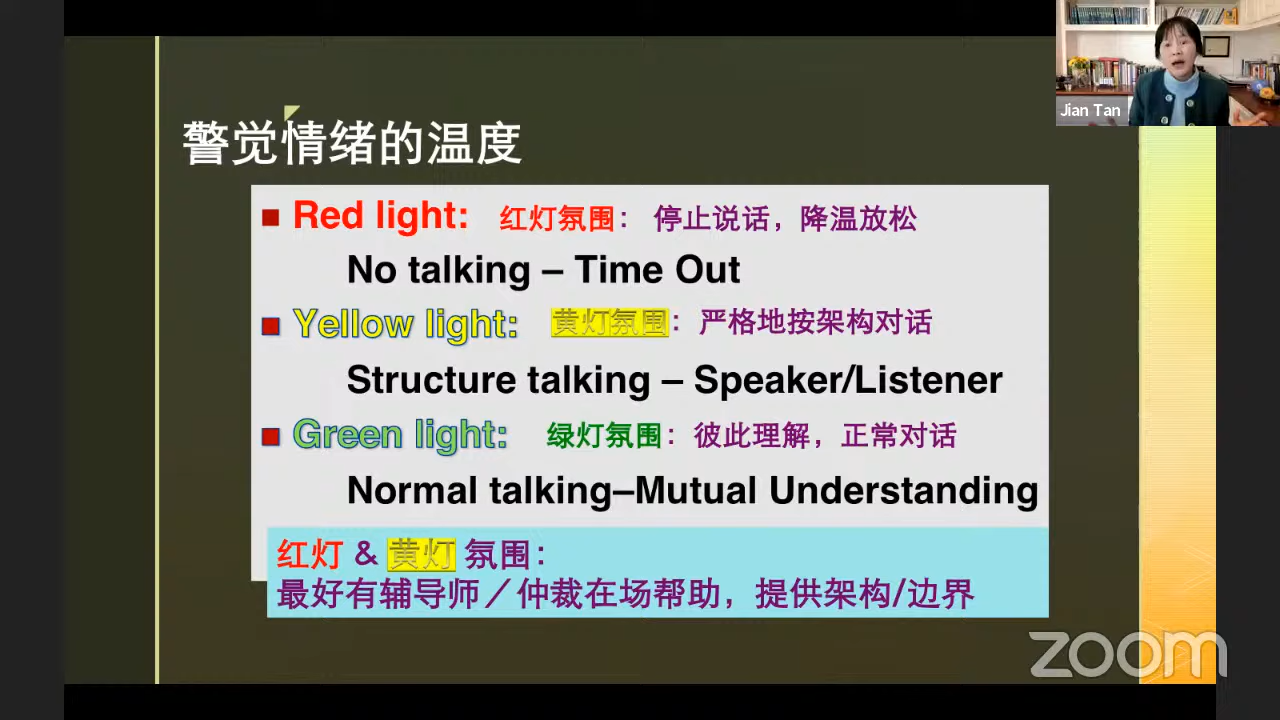 Jian Tan
警觉情绪的温度
Red light: 红灯氛围: 停止说话，降温放松
No talking – Time Out
Yellow light: 黄灯氛围: 严格地按架构对话
Structure talking – Speaker/Listener
Green light: 绿灯氛围: 彼此理解，正常对话
Normal talking–Mutual Understanding
红灯 & 黄灯 氛围:
最好有辅导师／仲裁在场帮助，提供架构/边界
zoom